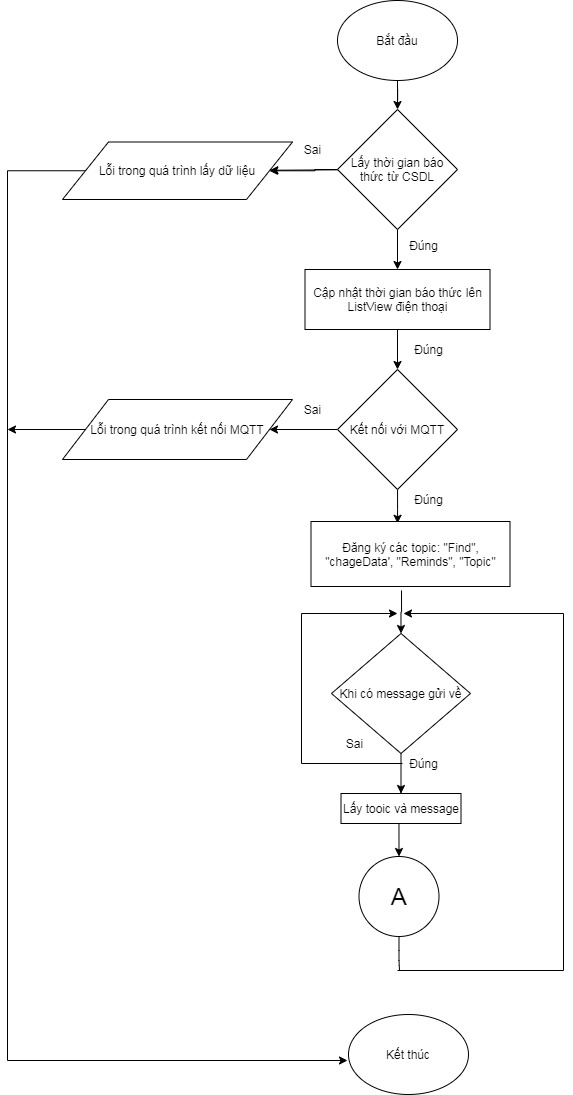 Bắt đầu
Lấy thời gian báo
thức từ CSDL
Sai
Lỗi trong quá trình lấy dữ liệu
Đúng
Cập nhật thời gian báo thức lên
ListView điện thoại
Đúng
Kết nối với MQTT
Sai
Lỗi trong quá trình kết nối MQTT
Đúng
Đăng ký các topic: "Find",
"chageData', "Reminds", "Topic"
Khi có message gửi về
Sai
Đúng
Lấy tooic và message
A
Kết thúc